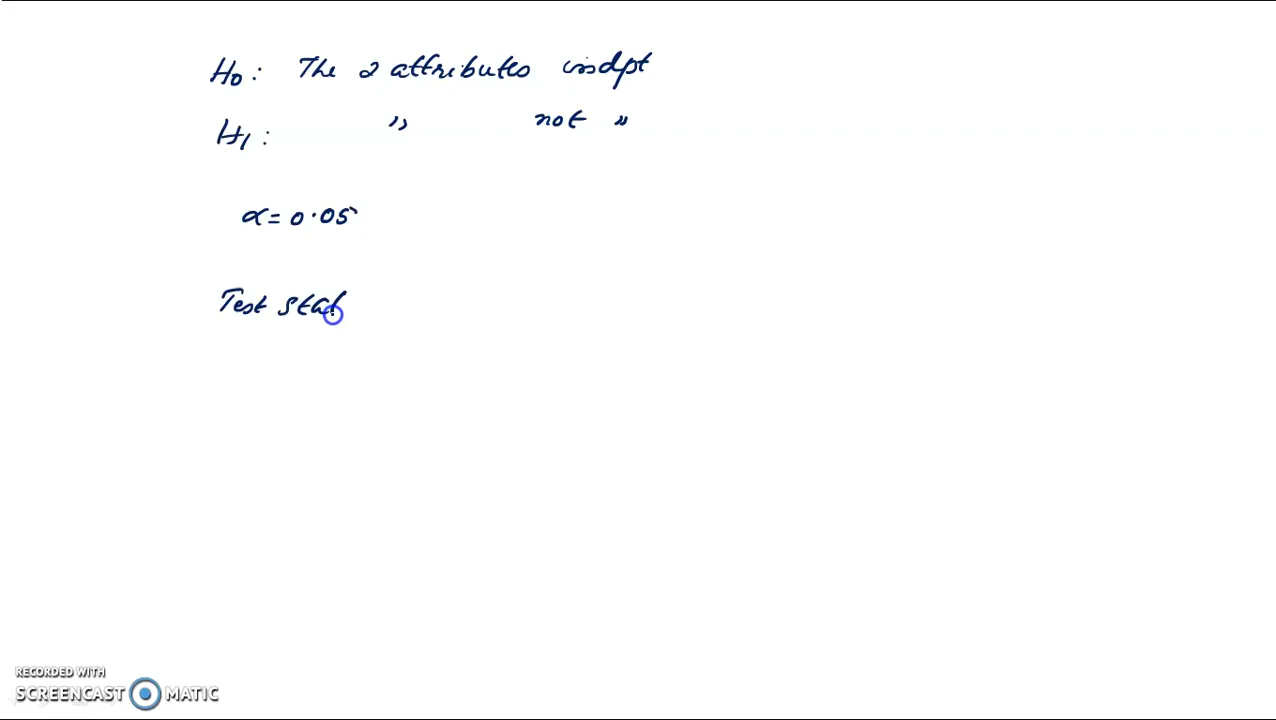 H0: The 2 attributes indpt
H1: " not "
α = 0.05
Test stat
RECORDED WITH
SCREENCAST MATIC